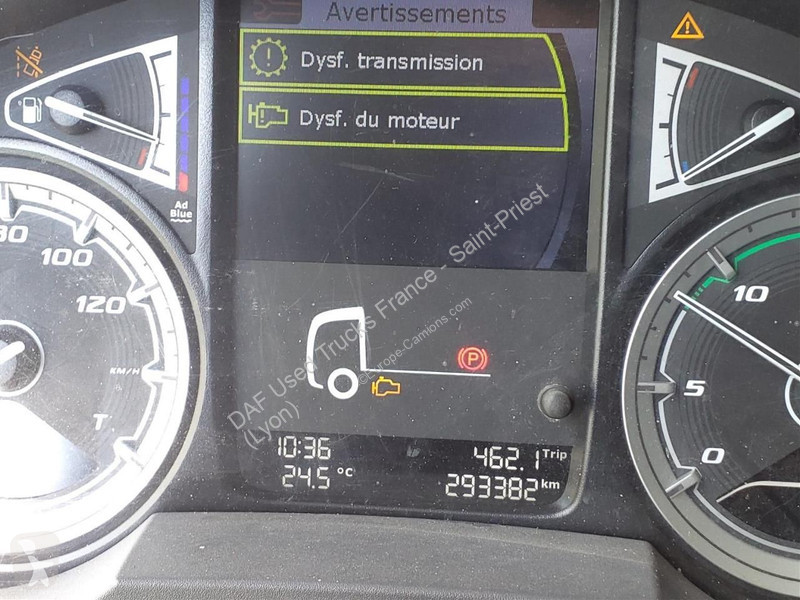 Avertissements
Dysf. transmission
Dysf. du moteur
Ad
Blue
80
100
120
KM/H
T.
10
5
0
P
10:36
462.1 Trip
24.5 °C
293382 km
DAF Used Trucks France - Saint-Priest
(Lyon)
©Europe-Camions.com